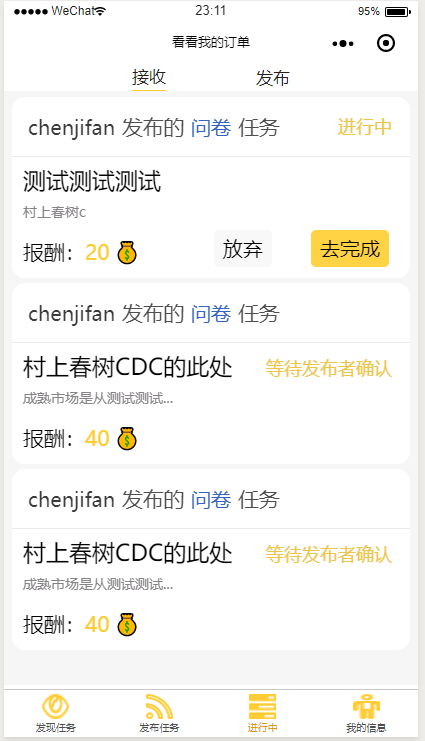 ●●●●● WeChat 23:11 95%
看看我的订单
接收 发布
chenjifan 发布的 问卷 任务 进行中
测试测试测试
村上春树c
报酬：20 放弃 去完成
chenjifan 发布的 问卷 任务
村上春树CDC的此处 等待发布者确认
成熟市场是从测试测试...
报酬：40
chenjifan 发布的 问卷 任务
村上春树CDC的此处 等待发布者确认
成熟市场是从测试测试...
报酬：40
发现任务 发布任务 进行中 我的信息